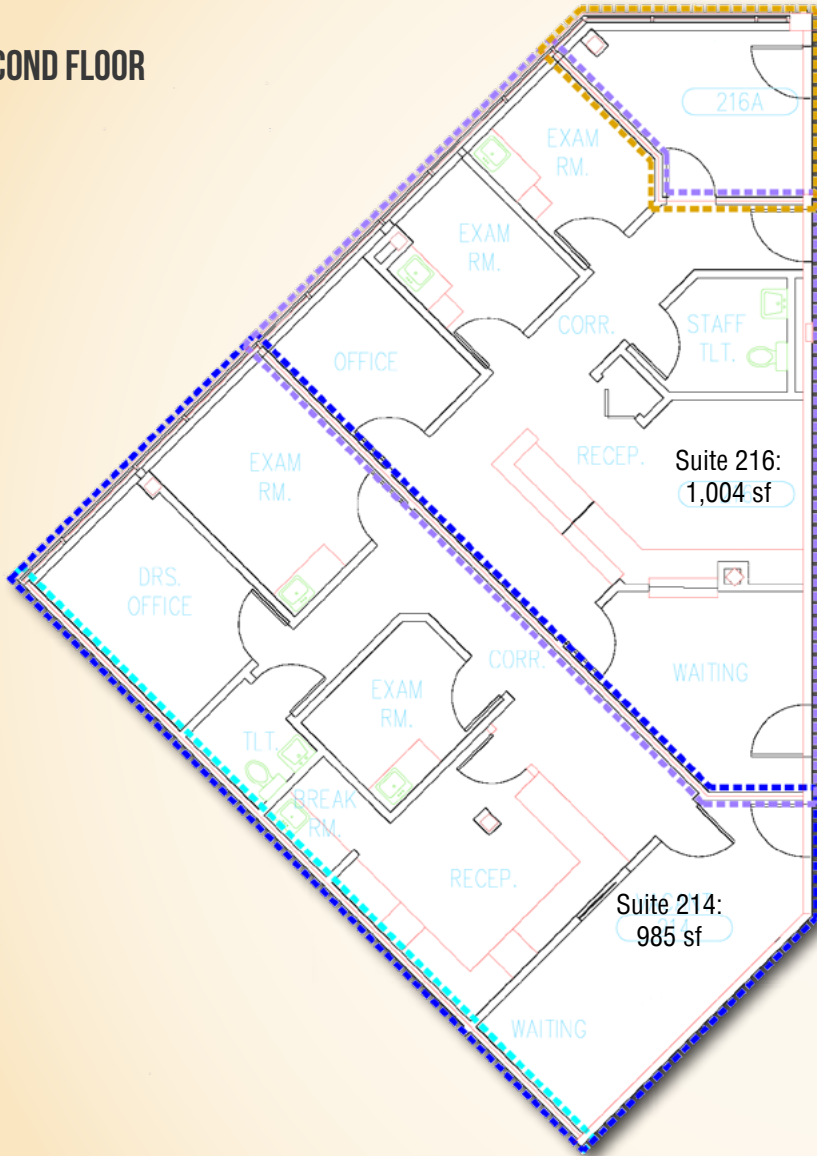 COND FLOOR
216A
EXAM
RM.
EXAM
RM.
CORR.
STAFF
TLT.
OFFICE
RECEP.
Suite 216:
1,004 sf
EXAM
RM.
DRS.
OFFICE
CORR.
WAITING
EXAM
RM.
TLT.
BREAK
RM.
RECEP.
Suite 214:
985 sf
214
WAITING